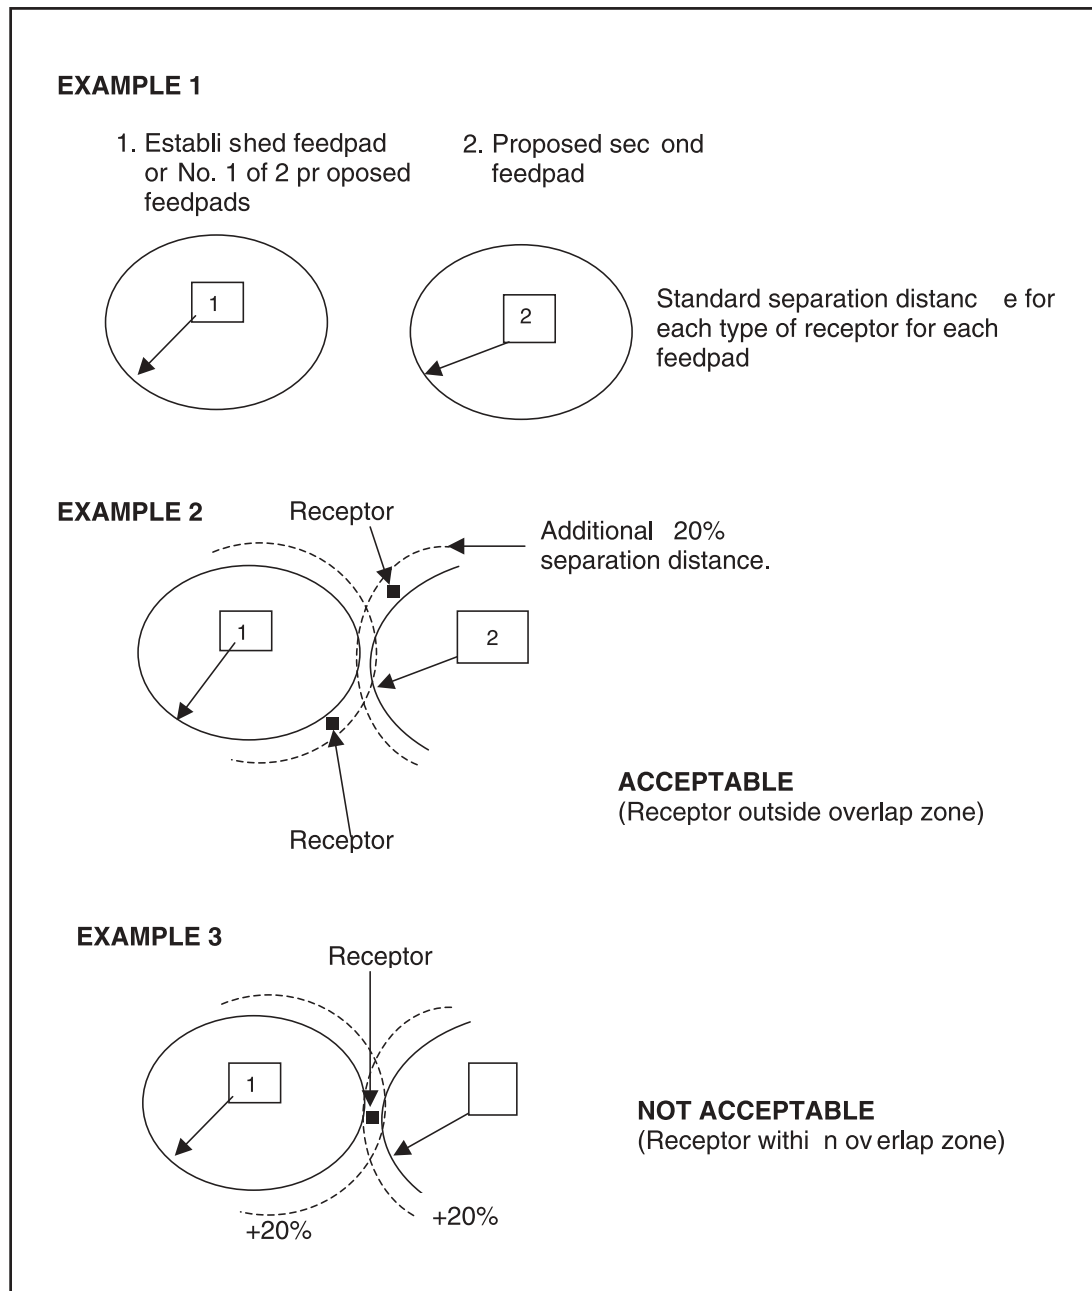 EXAMPLE 1
1. Establi shed feedpad
or No. 1 of 2 pr oposed
feedpads
2. Proposed sec ond
feedpad
1
2
Standard separation distanc e for
each type of receptor for each
feedpad
EXAMPLE 2
Receptor
Additional 20%
separation distance.
1
2
Receptor
ACCEPTABLE
(Receptor outside overlap zone)
EXAMPLE 3
Receptor
1
NOT ACCEPTABLE
(Receptor withi n ov erlap zone)
+20%
+20%